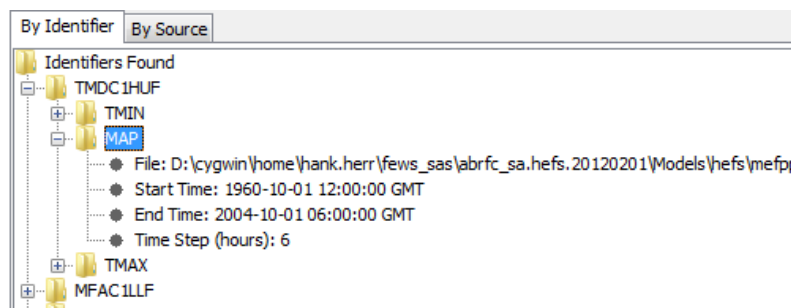 By Identifier
By Source
Identifiers Found
TMDC1HUF
TMIN
MAP
File: D:\cygwin\home\hank.herr\fews_sas\abrfc_sa.hefs.20120201\Models\hefs\mefpp
Start Time: 1960-10-01 12:00:00 GMT
End Time: 2004-10-01 06:00:00 GMT
Time Step (hours): 6
TMAX
MFAC1LLF